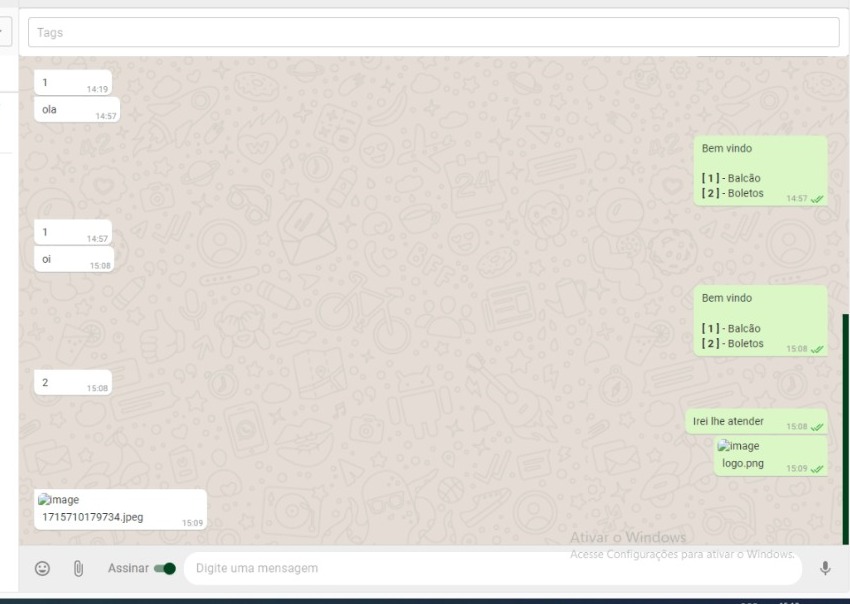 Tags
1
14:19
ola
14:57
Bem vindo
[ 1 ] - Balcão
[ 2 ] - Boletos
14:57
1
14:57
oi
15:08
Bem vindo
[ 1 ] - Balcão
[ 2 ] - Boletos
15:08
2
15:08
Irei lhe atender
15:08
image
logo.png
15:09
image
1715710179734.jpeg
15:09
Ativar o Windows
Acesse Configurações para ativar o Windows.
Assinar
Digite uma mensagem